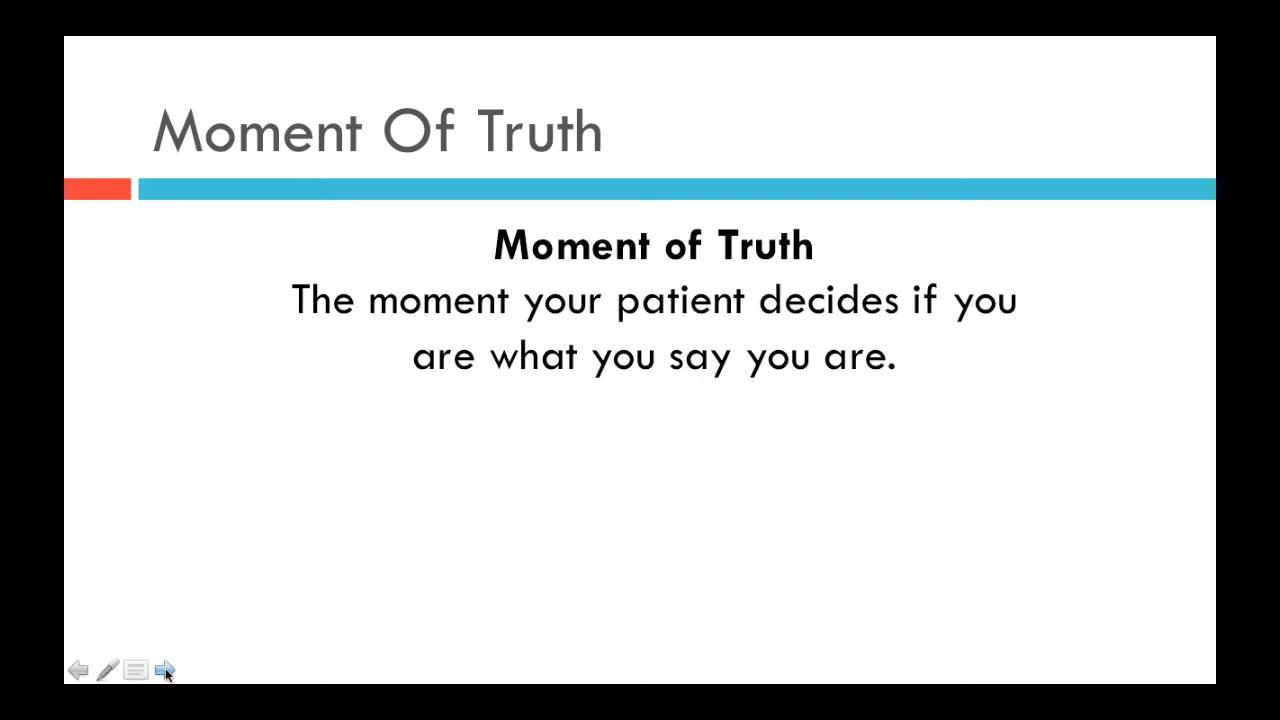 Moment Of Truth
Moment of Truth
The moment your patient decides if you
are what you say you are.